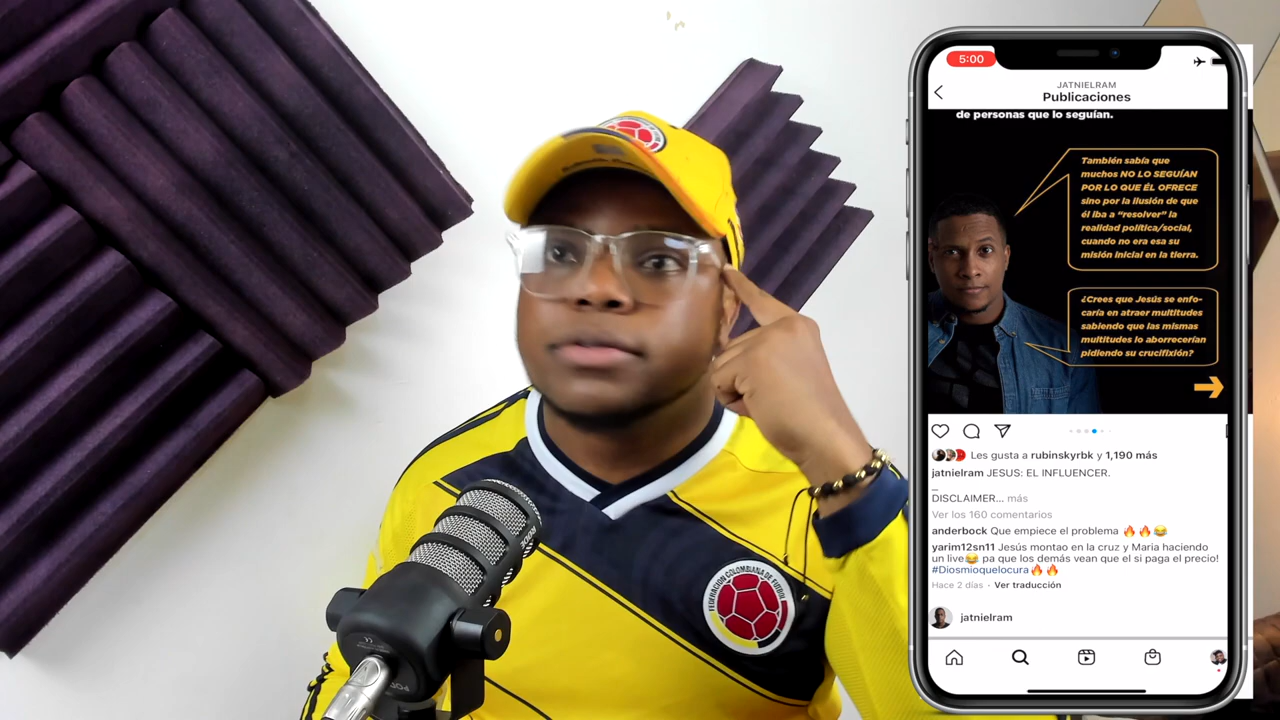 5:00
JATNIELRAM
Publicaciones
de personas que lo seguían.
También sabía que
muchos NO LO SEGUÍAN
POR LO QUE ÉL OFRECE
sino por la ilusión de que
él iba a “resolver” la
realidad política/social,
cuando no era esa su
misión inicial en la tierra.
¿Crees que Jesús se enfo-
caría en atraer multitudes
sabiendo que las mismas
multitudes lo aborrecerían
pidiendo su crucifixión?
Les gusta a rubinskyrbk y 1,190 más
jatnielram JESUS: EL INFLUENCER.
_
DISCLAIMER... más
Ver los 160 comentarios
anderbock Que empiece el problema 🔥🔥😂
yarim12sn11 Jesús montao en la cruz y Maria haciendo
un live😂 pa que los demás vean que el si paga el precio!
#Diosmioquelocura🔥🔥
Hace 2 días · Ver traducción
jatnielram
FEDERACION COLOMBIANA DE FUTBOL
RØDE